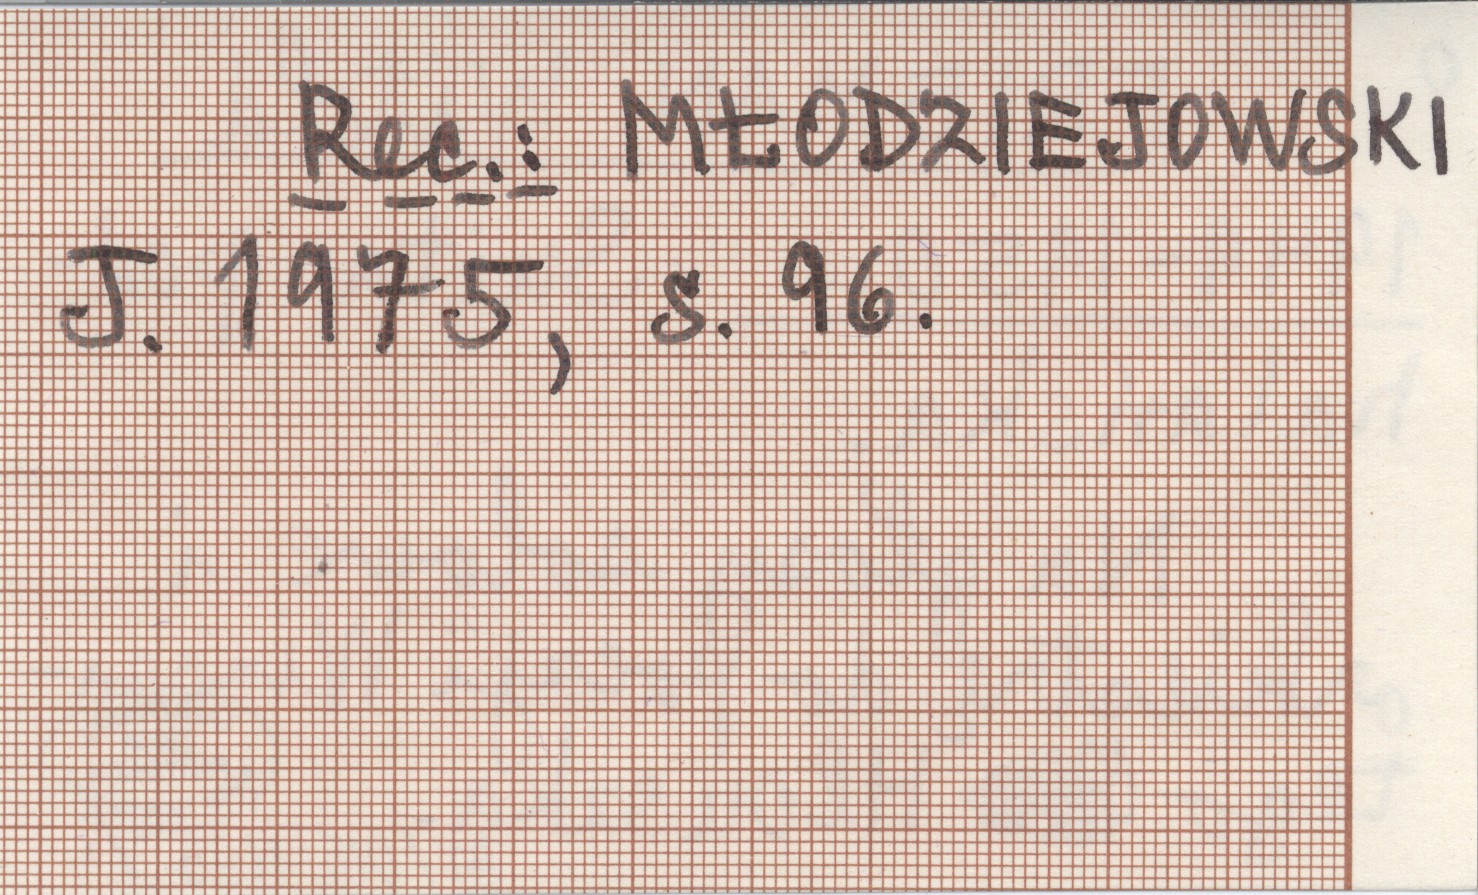 Rec.: MŁODZIEJOWSKI
J. 1975, s. 96.